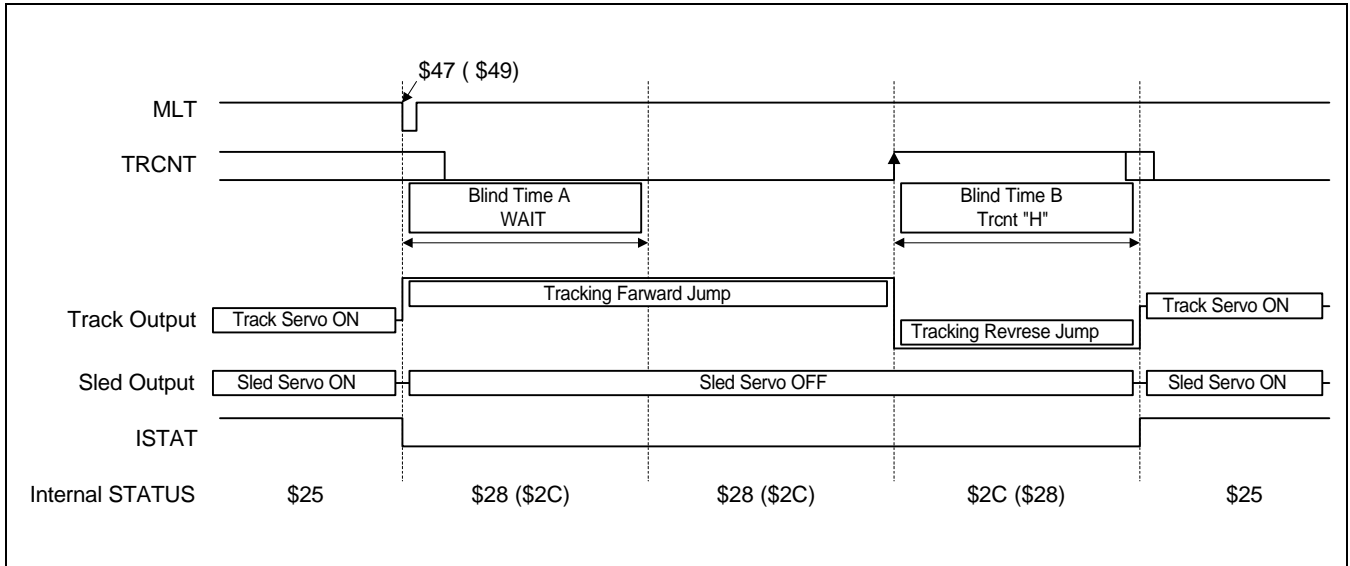 $47 ( $49)
MLT
TRCNT
Blind Time A
WAIT
Blind Time B
Trcnt "H"
Tracking Farward Jump
Track Output
Track Servo ON
Tracking Revrese Jump
Track Servo ON
Sled Output
Sled Servo ON
Sled Servo OFF
Sled Servo ON
ISTAT
Internal STATUS
$25
$28 ($2C)
$28 ($2C)
$2C ($28)
$25